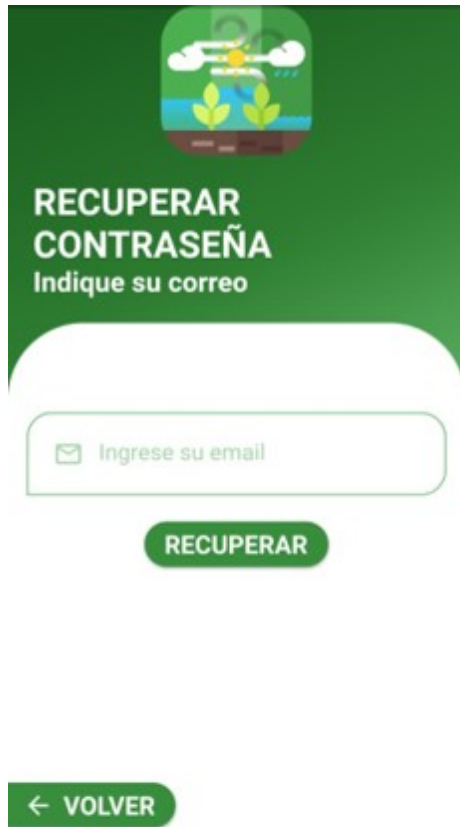 RECUPERAR
CONTRASEÑA
Indique su correo
Ingrese su email
RECUPERAR
← VOLVER